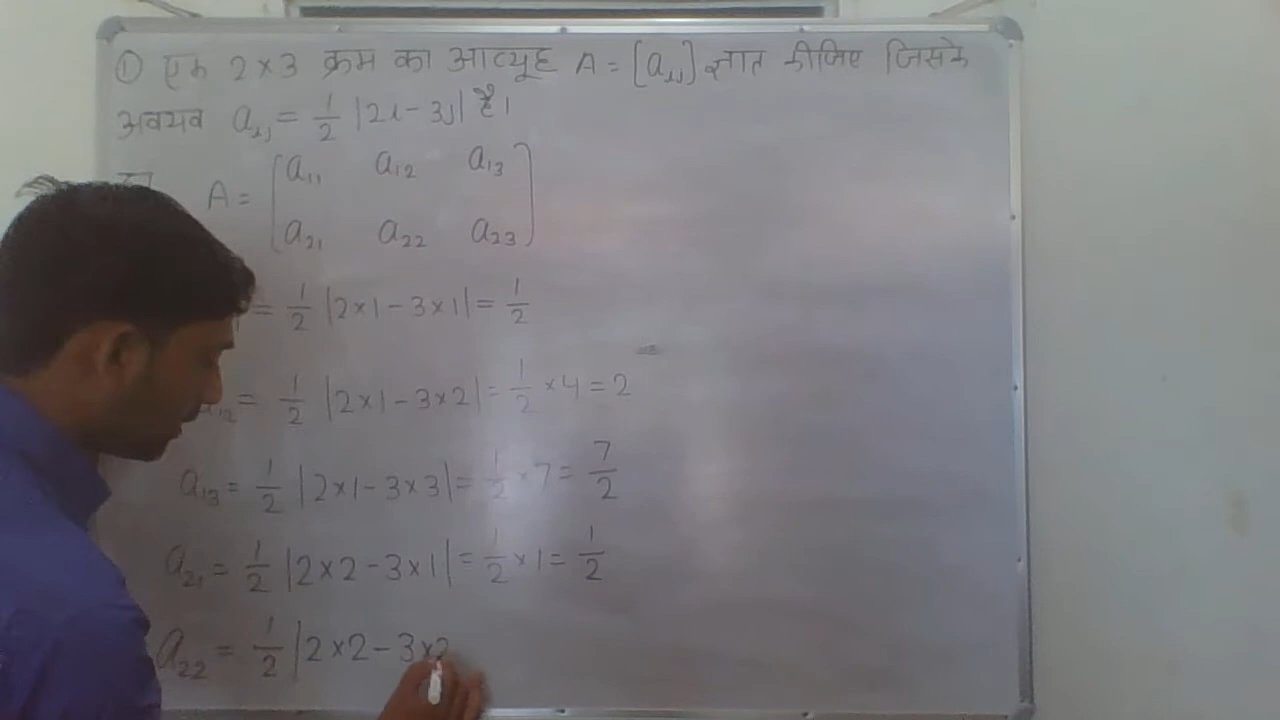 ① एक 2×3 क्रम का आव्यूह A = [aᵢⱼ] ज्ञात कीजिए जिसके
अवयव aᵢⱼ = 1/2 |2i - 3j| है।
A = [a₁₁ a₁₂ a₁₃
a₂₁ a₂₂ a₂₃]
= 1/2 |2×1 - 3×1| = 1/2
a₁₂ = 1/2 |2×1 - 3×2| = 1/2 × 4 = 2
a₁₃ = 1/2 |2×1 - 3×3| = 1/2 × 7 = 7/2
a₂₁ = 1/2 |2×2 - 3×1| = 1/2 × 1 = 1/2
a₂₂ = 1/2 |2×2 - 3×2